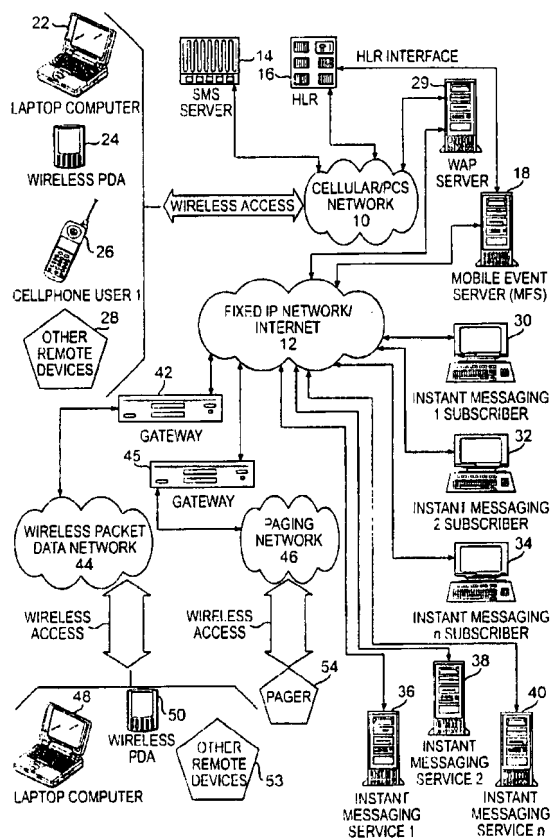 22
LAPTOP COMPUTER
24
WIRELESS PDA
26
CELLPHONE USER 1
28
OTHER
REMOTE
DEVICES
14
SMS
SERVER
16
HLR
HLR INTERFACE
29
WAP
SERVER
18
MOBILE EVENT
SERVER (MFS)
WIRELESS ACCESS
CELLULAR/PCS
NETWORK
10
FIXED IP NETWORK/
INTERNET
12
30
INSTANT MESSAGING
1 SUBSCRIBER
32
INSTANT MESSAGING
2 SUBSCRIBER
34
INSTANT MESSAGING
n SUBSCRIBER
42
GATEWAY
45
GATEWAY
WIRELESS PACKET
DATA NETWORK
44
PAGING
NETWORK
46
WIRELESS
ACCESS
WIRELESS
ACCESS
48
LAPTOP COMPUTER
50
WIRELESS
PDA
OTHER
REMOTE
DEVICES
53
PAGER
54
36
INSTANT
MESSAGING
SERVICE 1
38
INSTANT
MESSAGING
SERVICE 2
40
INSTANT
MESSAGING
SERVICE n